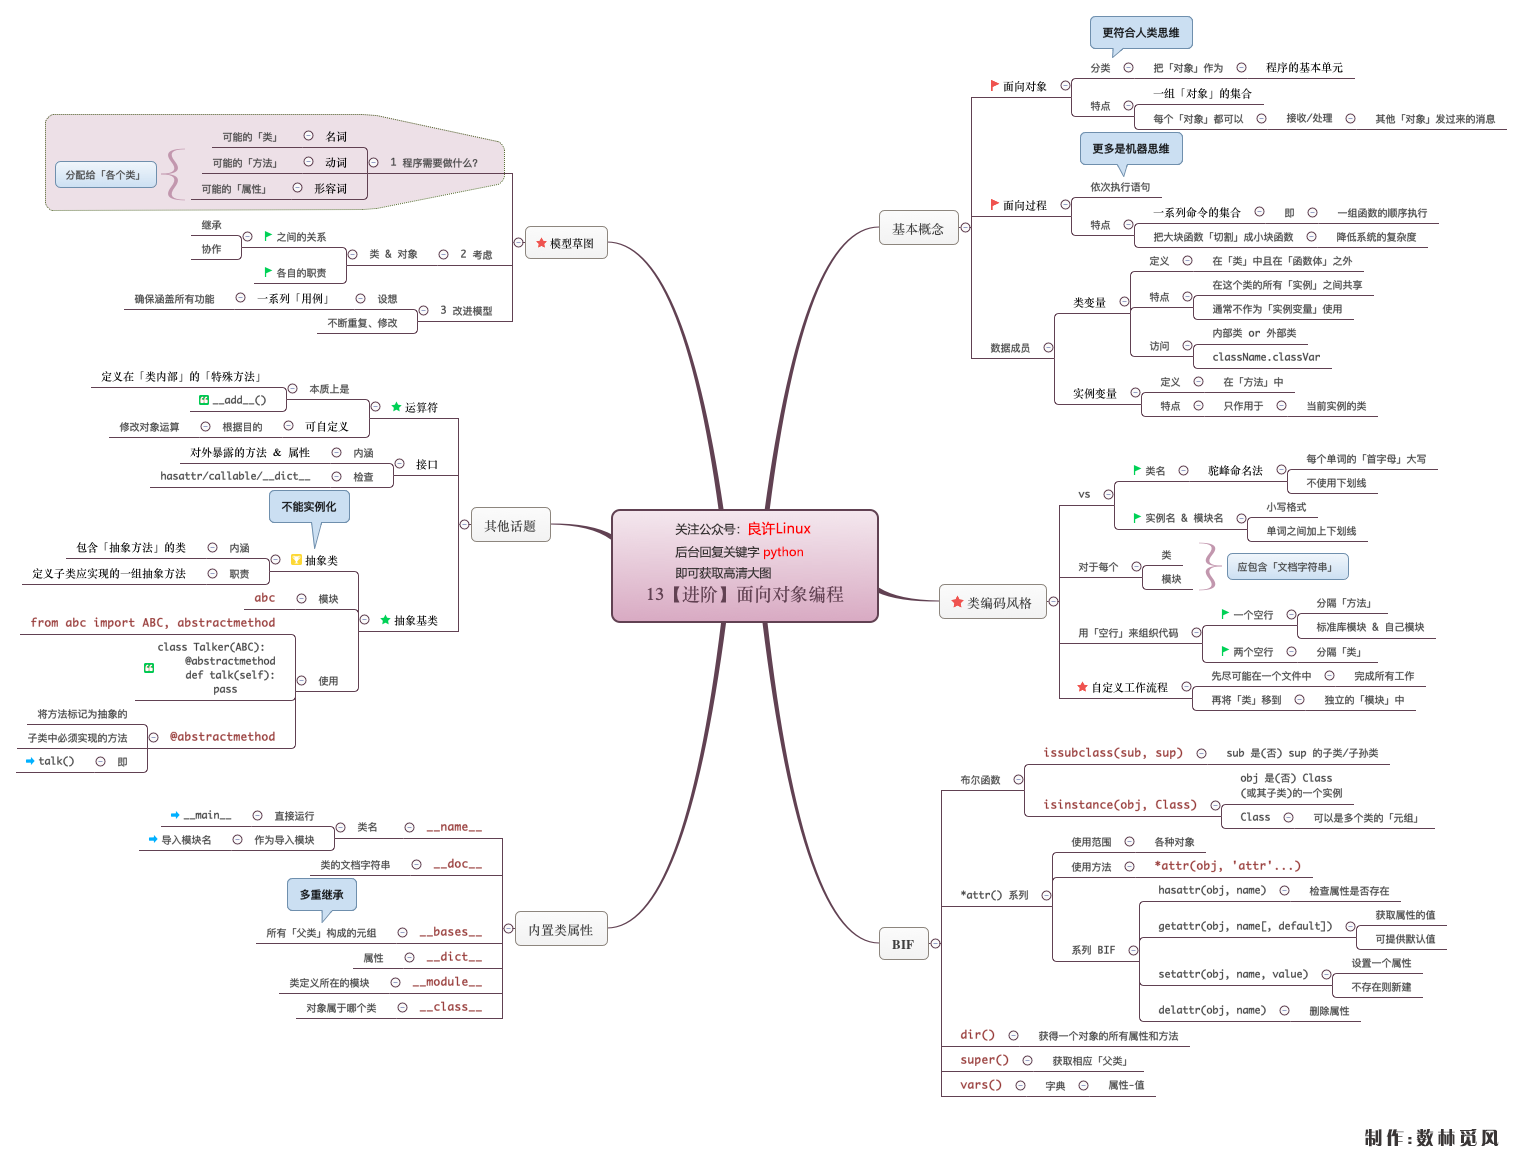 关注公众号：良许Linux
后台回复关键字 python
即可获取高清大图
13【进阶】面向对象编程
基本概念
更符合人类思维
面向对象
分类
把「对象」作为
程序的基本单元
特点
一组「对象」的集合
每个「对象」都可以
接收/处理
其他「对象」发过来的消息
更多是机器思维
面向过程
依次执行语句
特点
一系列命令的集合
即
一组函数的顺序执行
把大块函数「切割」成小块函数
降低系统的复杂度
数据成员
类变量
定义
在「类」中且在「函数体」之外
特点
在这个类的所有「实例」之间共享
通常不作为「实例变量」使用
访问
内部类 or 外部类
className.classVar
实例变量
定义
在「方法」中
特点
只作用于
当前实例的类
类编码风格
vs
类名
驼峰命名法
每个单词的「首字母」大写
不使用下划线
实例名 & 模块名
小写格式
单词之间加上下划线
对于每个
类
模块
应包含「文档字符串」
用「空行」来组织代码
一个空行
分隔「方法」
标准库模块 & 自己模块
两个空行
分隔「类」
自定义工作流程
先尽可能在一个文件中
完成所有工作
再将「类」移到
独立的「模块」中
BIF
布尔函数
issubclass(sub, sup)
sub 是(否) sup 的子类/子孙类
isinstance(obj, Class)
obj 是(否) Class
(或其子类)的一个实例
Class
可以是多个类的「元组」
*attr() 系列
使用范围
各种对象
使用方法
*attr(obj, 'attr'...)
系列 BIF
hasattr(obj, name)
检查属性是否存在
getattr(obj, name[, default])
获取属性的值
可提供默认值
setattr(obj, name, value)
设置一个属性
不存在则新建
delattr(obj, name)
删除属性
dir()
获得一个对象的所有属性和方法
super()
获取相应「父类」
vars()
字典
属性-值
模型草图
1 程序需要做什么?
名词
可能的「类」
动词
可能的「方法」
形容词
可能的「属性」
分配给「各个类」
2 考虑
类 & 对象
之间的关系
继承
协作
各自的职责
3 改进模型
设想
一系列「用例」
确保涵盖所有功能
不断重复、修改
其他话题
运算符
本质上是
定义在「类内部」的「特殊方法」
__add__()
可自定义
根据目的
修改对象运算
接口
内涵
对外暴露的方法 & 属性
检查
hasattr/callable/__dict__
抽象基类
不能实例化
抽象类
内涵
包含「抽象方法」的类
职责
定义子类应实现的一组抽象方法
模块
abc
使用
from abc import ABC, abstractmethod
class Talker(ABC):
@abstractmethod
def talk(self):
pass
@abstractmethod
将方法标记为抽象的
子类中必须实现的方法
即
talk()
内置类属性
__name__
类名
直接运行
__main__
作为导入模块
导入模块名
__doc__
类的文档字符串
多重继承
__bases__
所有「父类」构成的元组
__dict__
属性
__module__
类定义所在的模块
__class__
对象属于哪个类
制作：数林觅风